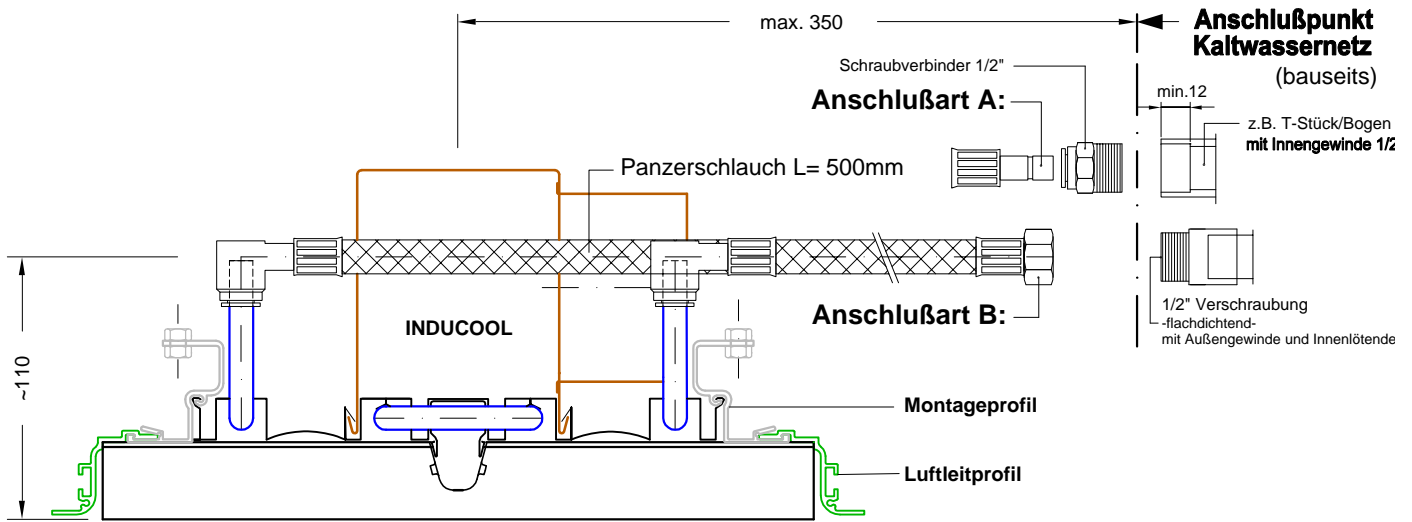 max. 350
Anschlußpunkt
Kaltwassernetz
(bauseits)
Schraubverbinder 1/2"
Anschlußart A:
min.12
z.B. T-Stück/Bogen
mit Innengewinde 1/2
Panzerschlauch L= 500mm
INDUCOOL
Anschlußart B:
1/2" Verschraubung
-flachdichtend-
mit Außengewinde und Innenlötende
~110
Montageprofil
Luftleitprofil